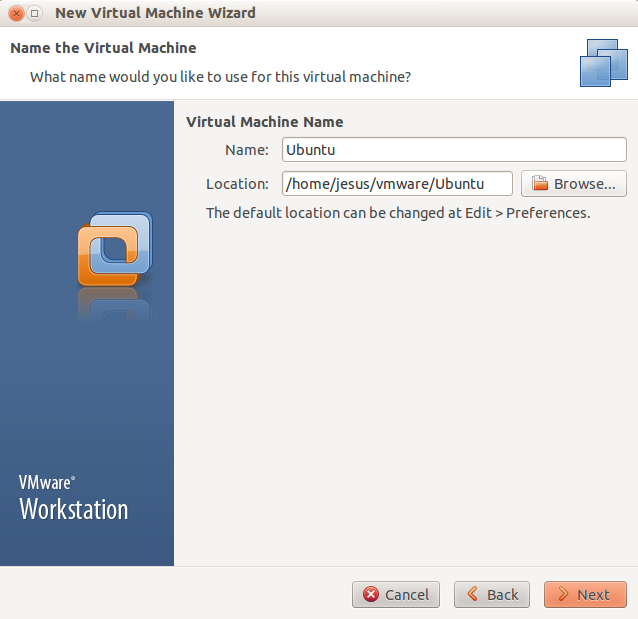 New Virtual Machine Wizard
Name the Virtual Machine
What name would you like to use for this virtual machine?
Virtual Machine Name
Name: Ubuntu
Location: /home/jesus/vmware/Ubuntu Browse...
The default location can be changed at Edit > Preferences.
VMware®
Workstation
Cancel Back Next